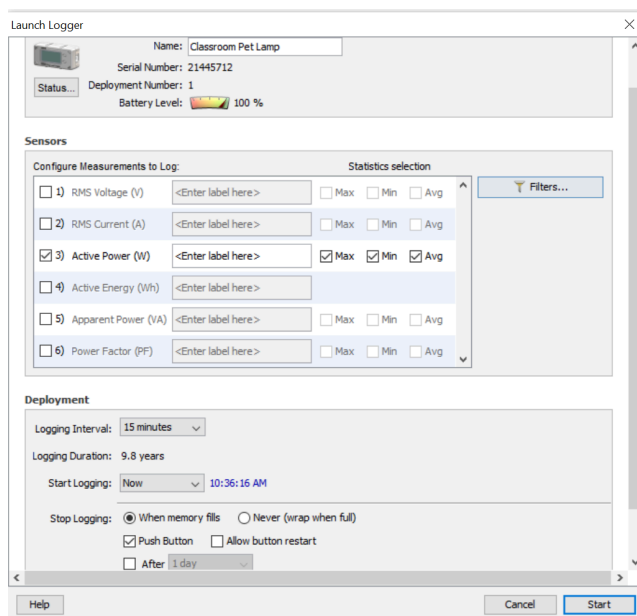 Launch Logger
Name: Classroom Pet Lamp
Serial Number: 21445712
Status... Deployment Number: 1
Battery Level: 100 %
Sensors
Configure Measurements to Log: Statistics selection
1) RMS Voltage (V) <Enter label here> Max Min Avg Filters...
2) RMS Current (A) <Enter label here> Max Min Avg
3) Active Power (W) <Enter label here> Max Min Avg
4) Active Energy (Wh) <Enter label here>
5) Apparent Power (VA) <Enter label here> Max Min Avg
6) Power Factor (PF) <Enter label here> Max Min Avg
Deployment
Logging Interval: 15 minutes
Logging Duration: 9.8 years
Start Logging: Now 10:36:16 AM
Stop Logging: When memory fills Never (wrap when full)
Push Button Allow button restart
After 1 day
Help Cancel Start